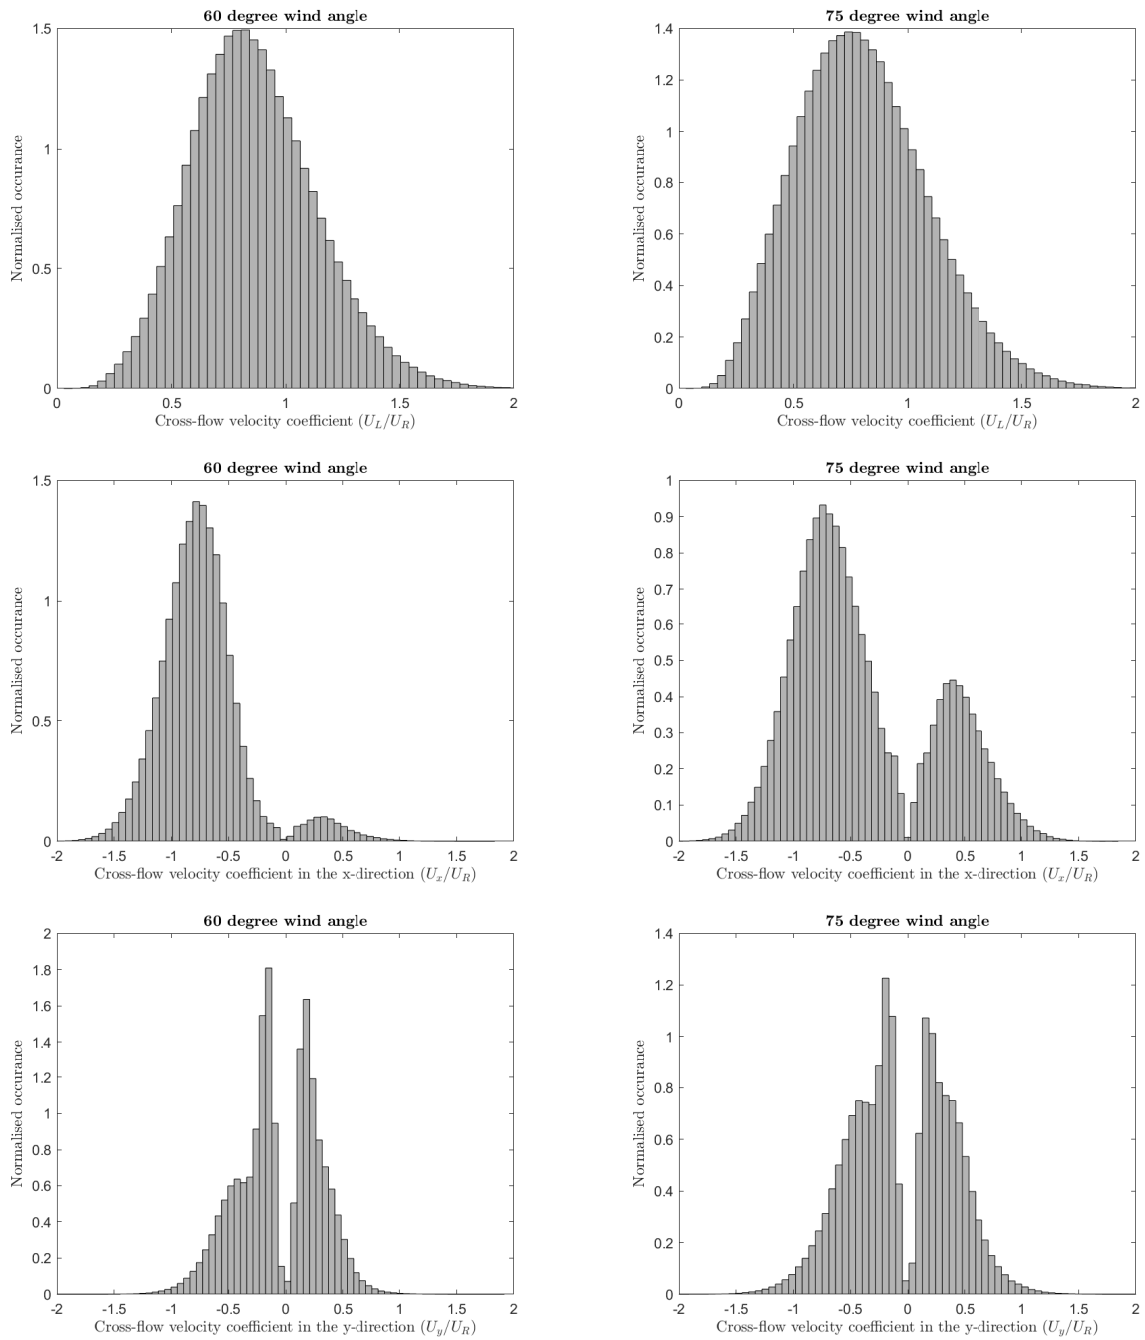 60 degree wind angle
1.5
1
0.5
0
Normalised occurance
0 0.5 1 1.5 2
Cross-flow velocity coefficient (U_L/U_R)
75 degree wind angle
1.4
1.2
1
0.8
0.6
0.4
0.2
0
Normalised occurance
0 0.5 1 1.5 2
Cross-flow velocity coefficient (U_L/U_R)
60 degree wind angle
1.5
1
0.5
0
Normalised occurance
-2 -1.5 -1 -0.5 0 0.5 1 1.5 2
Cross-flow velocity coefficient in the x-direction (U_x/U_R)
75 degree wind angle
1
0.9
0.8
0.7
0.6
0.5
0.4
0.3
0.2
0.1
0
Normalised occurance
-2 -1.5 -1 -0.5 0 0.5 1 1.5 2
Cross-flow velocity coefficient in the x-direction (U_x/U_R)
60 degree wind angle
2
1.8
1.6
1.4
1.2
1
0.8
0.6
0.4
0.2
0
Normalised occurance
-2 -1.5 -1 -0.5 0 0.5 1 1.5 2
Cross-flow velocity coefficient in the y-direction (U_y/U_R)
75 degree wind angle
1.4
1.2
1
0.8
0.6
0.4
0.2
0
Normalised occurance
-2 -1.5 -1 -0.5 0 0.5 1 1.5 2
Cross-flow velocity coefficient in the y-direction (U_y/U_R)